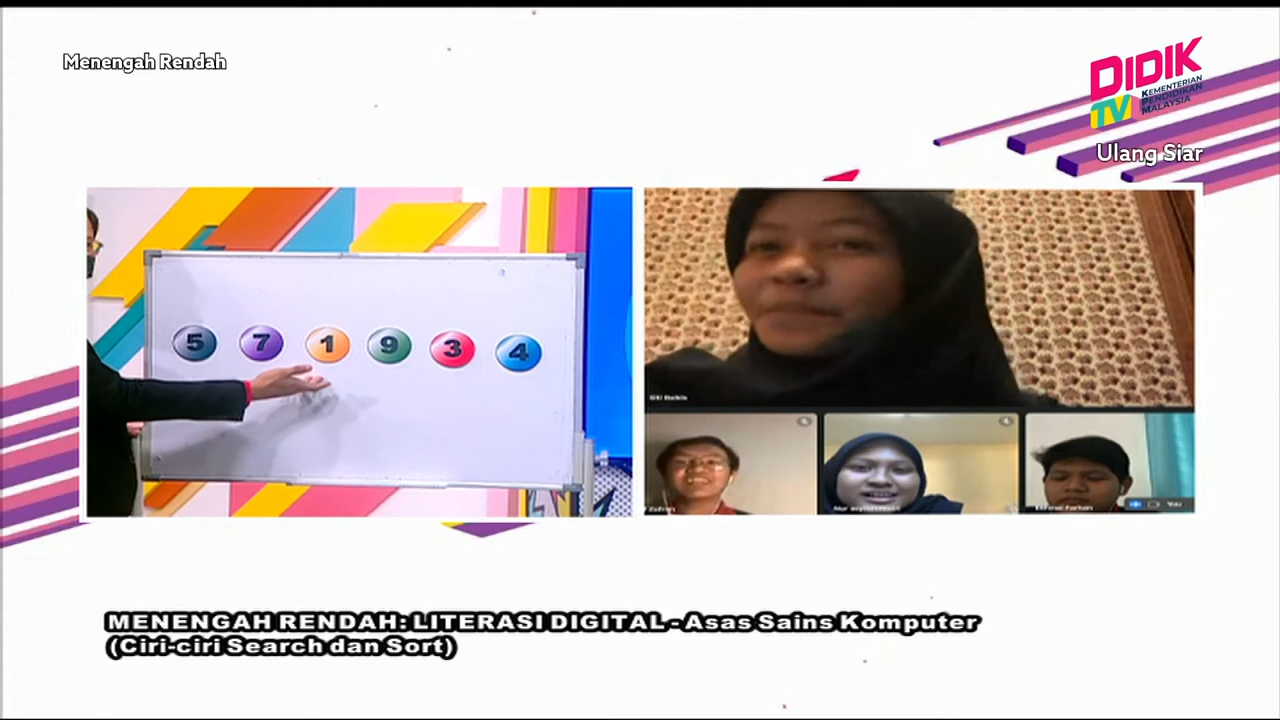 Menengah Rendah
DIDIK
TV
KEMENTERIAN
PENDIDIKAN
MALAYSIA
Ulang Siar
5 7 1 9 3 4
You
MENENGAH RENDAH: LITERASI DIGITAL - Asas Sains Komputer
(Ciri-ciri Search dan Sort)